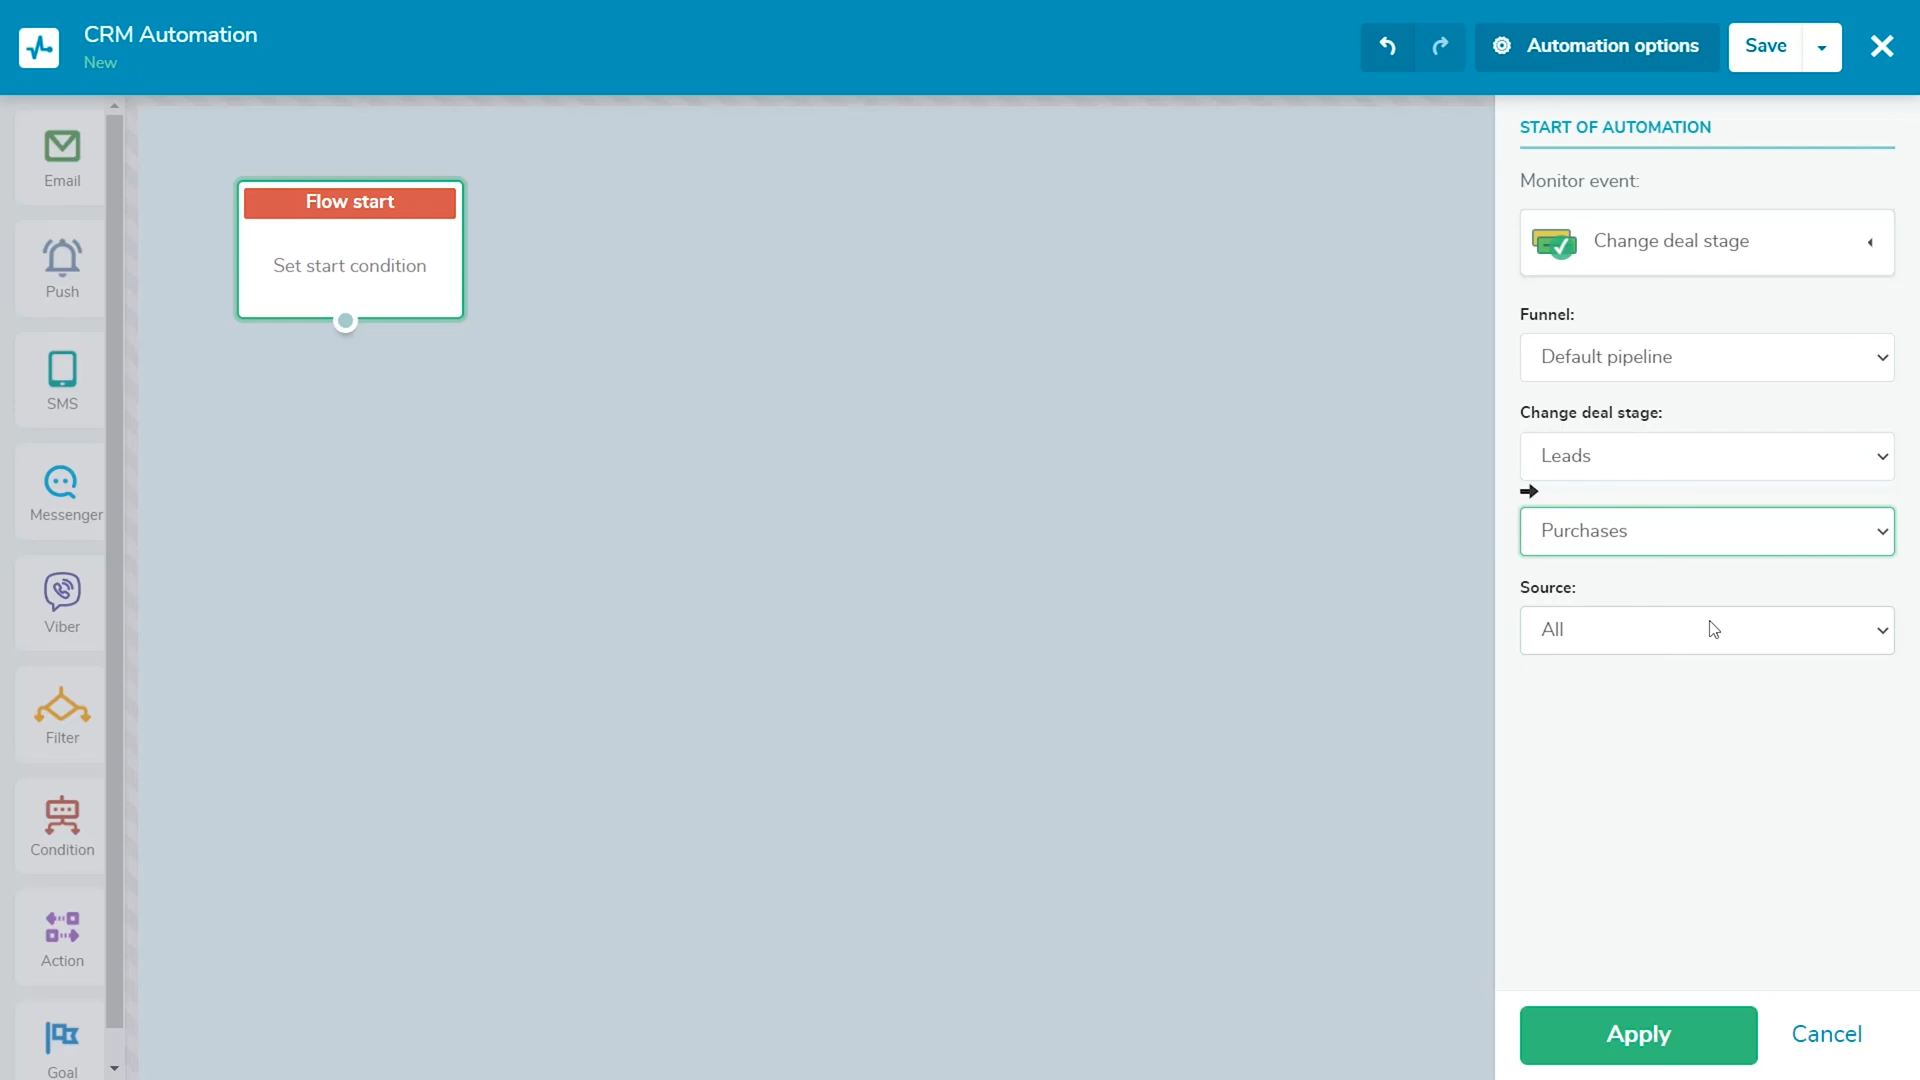 CRM Automation
New
Automation options
Save
Email
Push
SMS
Messenger
Viber
Filter
Condition
Action
Goal
Flow start
Set start condition
START OF AUTOMATION
Monitor event:
Change deal stage
Funnel:
Default pipeline
Change deal stage:
Leads
Purchases
Source:
All
Apply
Cancel